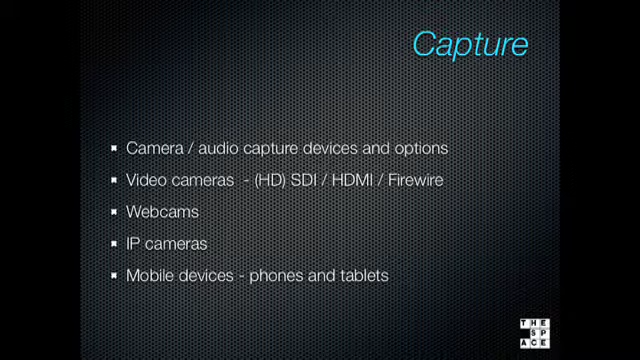 Capture
Camera / audio capture devices and options
Video cameras - (HD) SDI / HDMI / Firewire
Webcams
IP cameras
Mobile devices - phones and tablets
THE
SP
ACE